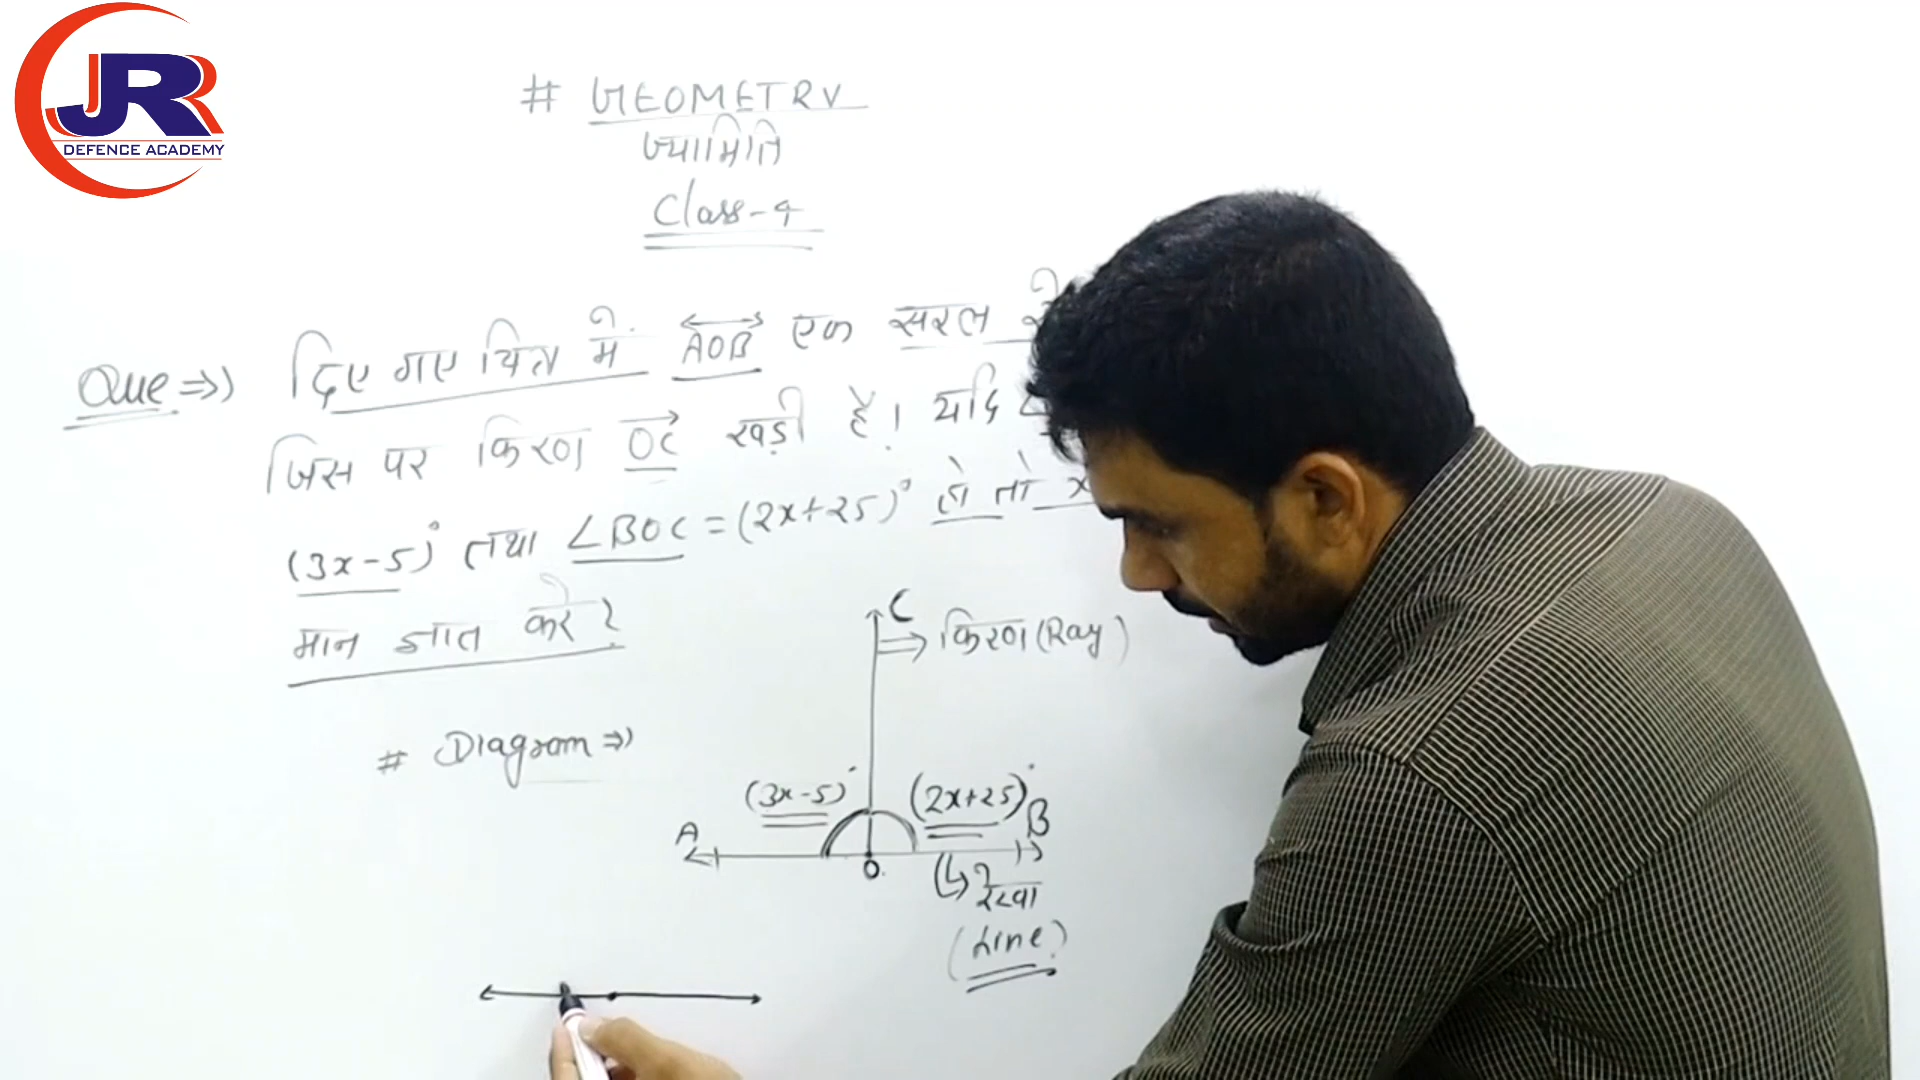 JR
DEFENCE ACADEMY
# GEOMETRY
ज्यामिति
Class-4
Que ⇒) दिए गए चित्र में AOB एक सरल
जिस पर किरण OC खड़ी है। यदि
(3x-5)° तथा ∠BOC = (2x+25)° हो तो x
मान ज्ञात करे ?
C
किरण (Ray)
# Diagram ⇒)
(3x-5)° (2x+25)°
A B
O
रेखा
(Line)